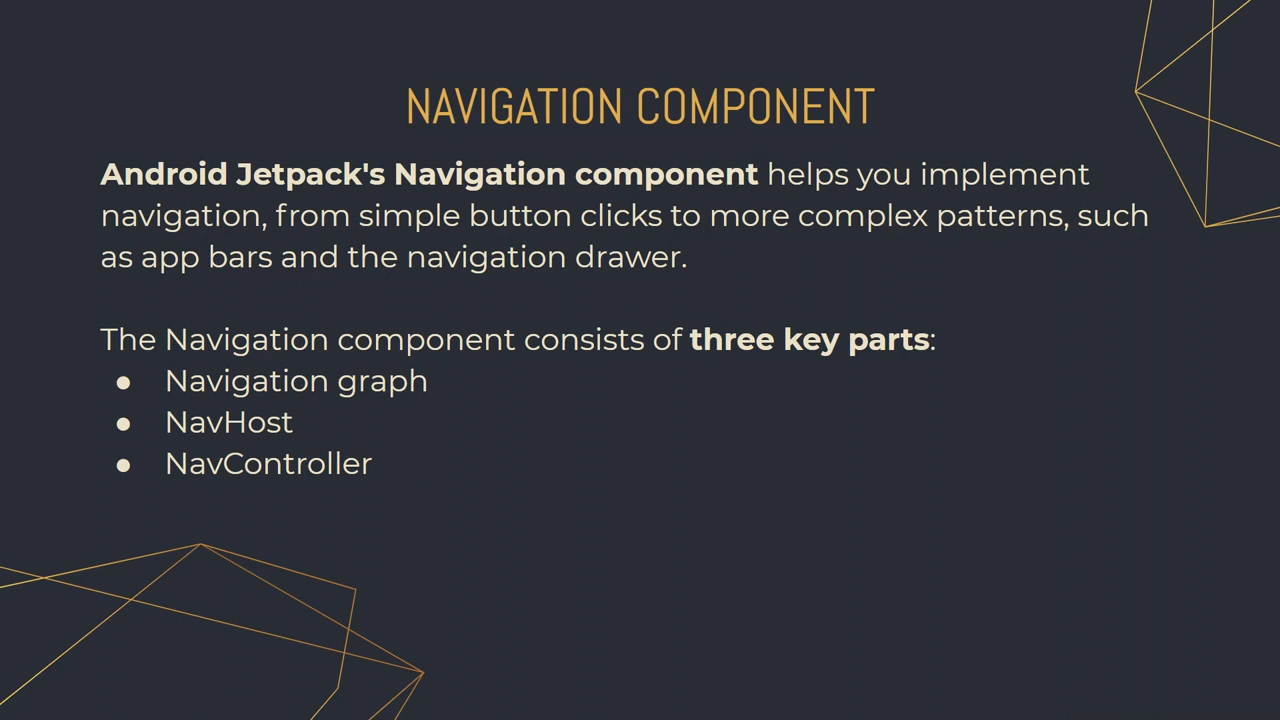 NAVIGATION COMPONENT
Android Jetpack's Navigation component helps you implement
navigation, from simple button clicks to more complex patterns, such
as app bars and the navigation drawer.
The Navigation component consists of three key parts:
● Navigation graph
● NavHost
● NavController